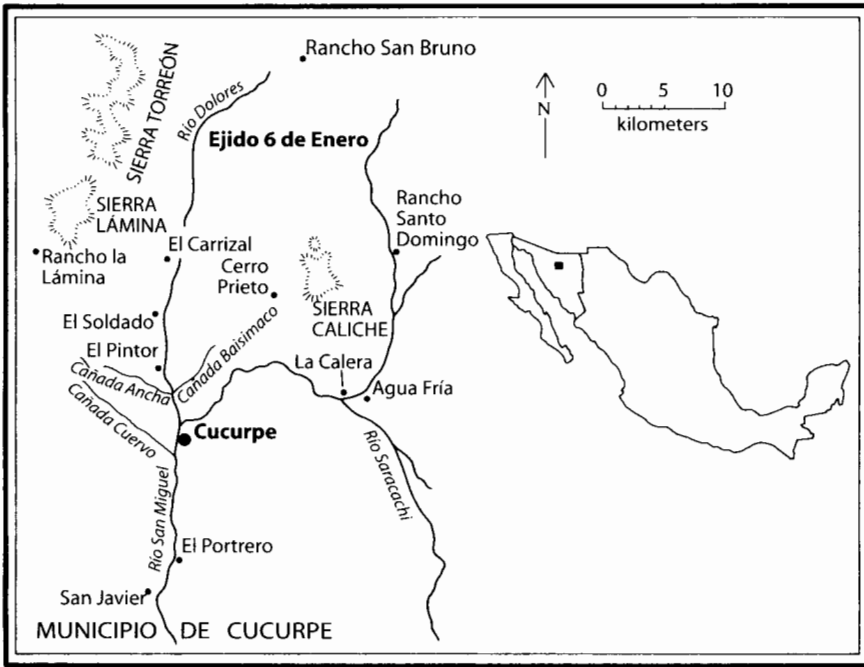 Rancho San Bruno
SIERRA TORREÓN
Río Dolores
Ejido 6 de Enero
N
0 5 10
kilometers
SIERRA
LÁMINA
Rancho
Santo
Domingo
Rancho la
Lámina
El Carrizal
Cerro
Prieto
SIERRA
CALICHE
El Soldado
El Pintor
Cañada Baisimaco
Cañada Ancha
La Calera
Agua Fría
Cañada Cuervo
Cucurpe
Río Saracachi
Río San Miguel
El Portrero
San Javier
MUNICIPIO DE CUCURPE